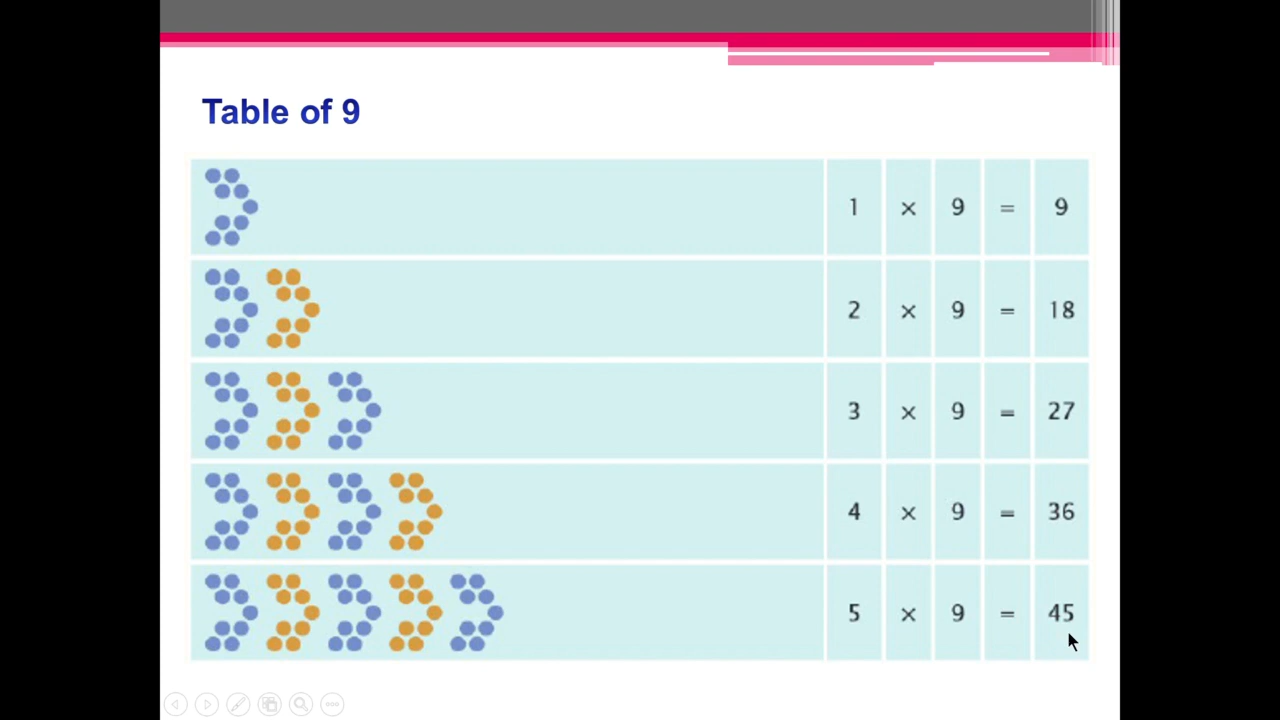 Table of 9
1 × 9 = 9
2 × 9 = 18
3 × 9 = 27
4 × 9 = 36
5 × 9 = 45